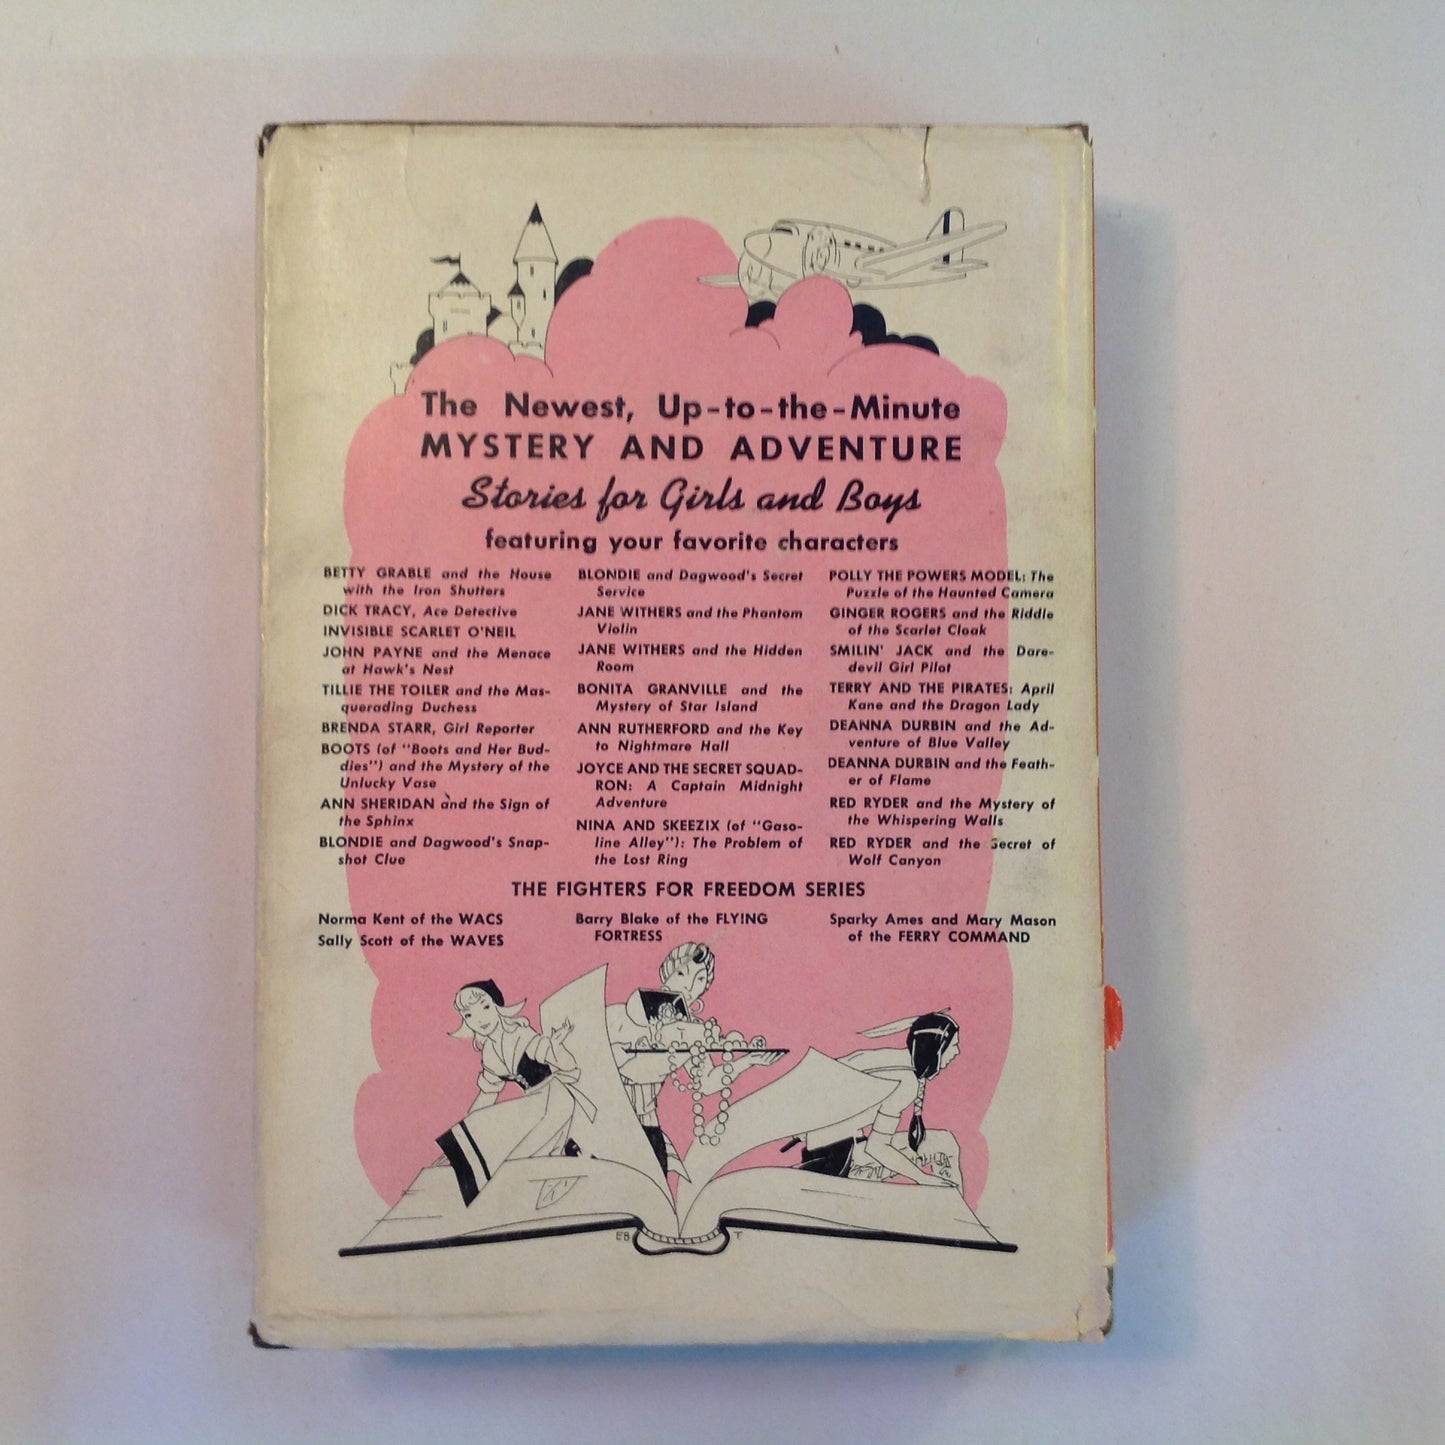 The Newest, Up-to-the-Minute
MYSTERY AND ADVENTURE
Stories for Girls and Boys
featuring your favorite characters
BETTY GRABLE and the House
with the Iron Shutters
DICK TRACY, Ace Detective
INVISIBLE SCARLET O'NEIL
JOHN PAYNE and the Menace
at Hawk's Nest
TILLIE THE TOILER and the Mas-
querading Duchess
BRENDA STARR, Girl Reporter
BOOTS (of "Boots and Her Bud-
dies") and the Mystery of the
Unlucky Vase
ANN SHERIDAN and the Sign of
the Sphinx
BLONDIE and Dagwood's Snap-
shot Clue
BLONDIE and Dagwood's Secret
Service
JANE WITHERS and the Phantom
Violin
JANE WITHERS and the Hidden
Room
BONITA GRANVILLE and the
Mystery of Star Island
ANN RUTHERFORD and the Key
to Nightmare Hall
JOYCE AND THE SECRET SQUAD-
RON: A Captain Midnight
Adventure
NINA AND SKEEZIX (of "Gaso-
line Alley"): The Problem of
the Lost Ring
POLLY THE POWERS MODEL: The
Puzzle of the Haunted Camera
GINGER ROGERS and the Riddle
of the Scarlet Cloak
SMILIN' JACK and the Dare-
devil Girl Pilot
TERRY AND THE PIRATES: April
Kane and the Dragon Lady
DEANNA DURBIN and the Ad-
venture of Blue Valley
DEANNA DURBIN and the Feath-
er of Flame
RED RYDER and the Mystery of
the Whispering Walls
RED RYDER and the Secret of
Wolf Canyon
THE FIGHTERS FOR FREEDOM SERIES
Norma Kent of the WACS
Sally Scott of the WAVES
Barry Blake of the FLYING
FORTRESS
Sparky Ames and Mary Mason
of the FERRY COMMAND
EB T